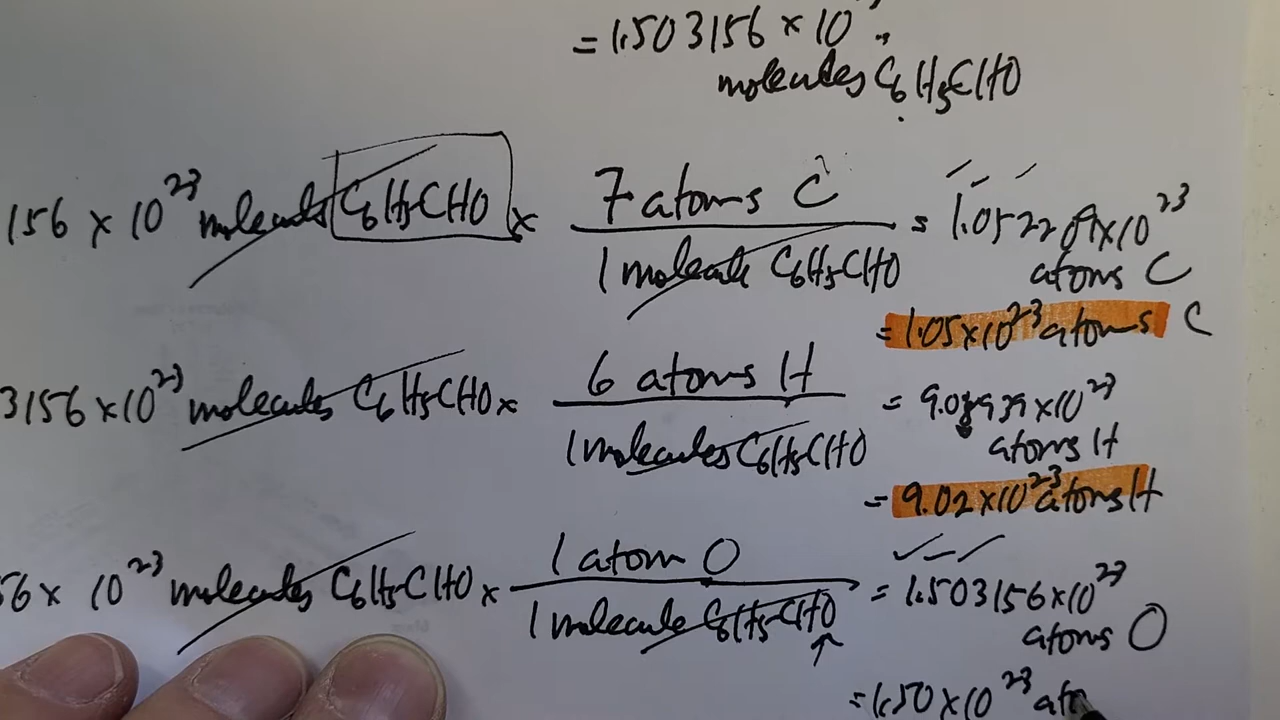 = 1.503156 × 10
molecules C6H5CHO
156 × 10^23 molecules C6H5CHO × 7 atoms C / 1 molecule C6H5CHO = 1.052209 × 10^23 atoms C
= 1.05 × 10^23 atoms C
3156 × 10^23 molecules C6H5CHO × 6 atoms H / 1 molecules C6H5CHO = 9.08939 × 10^23 atoms H
= 9.02 × 10^23 atoms H
56 × 10^23 molecules C6H5CHO × 1 atom O / 1 molecule C6H5CHO = 1.503156 × 10^23 atoms O
= 1.50 × 10^23 ato